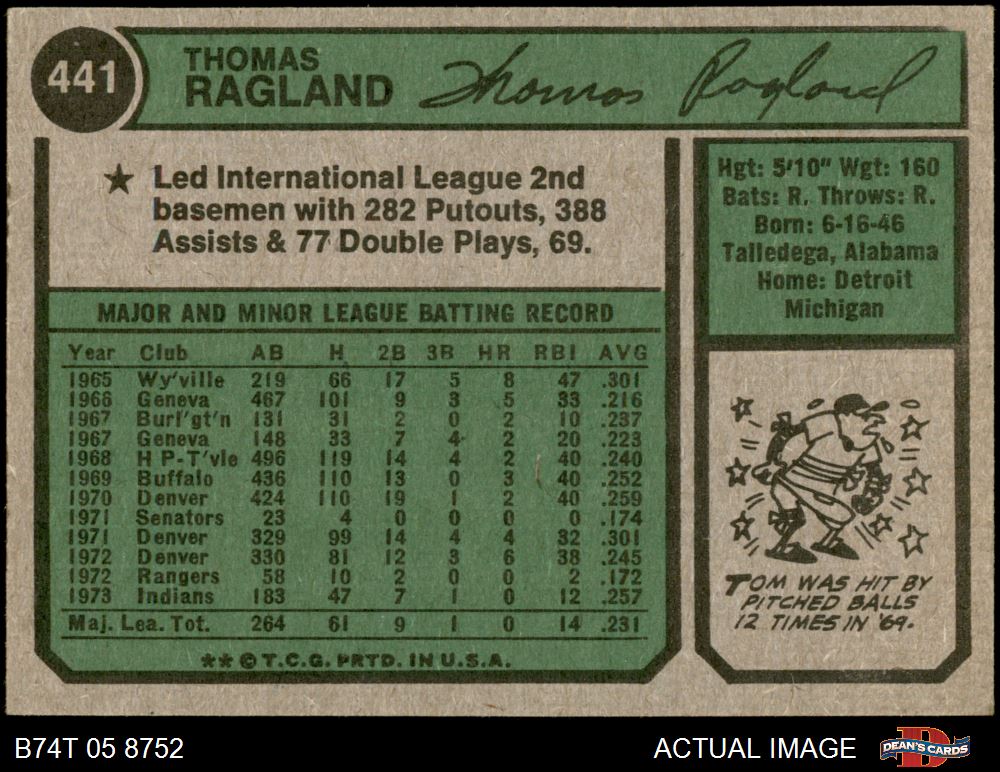 441
THOMAS
RAGLAND
Thomas Ragland
★ Led International League 2nd
basemen with 282 Putouts, 388
Assists & 77 Double Plays, 69.
Hgt: 5'10" Wgt: 160
Bats: R. Throws: R.
Born: 6-16-46
Talledega, Alabama
Home: Detroit
Michigan
MAJOR AND MINOR LEAGUE BATTING RECORD
Year Club AB H 2B 3B HR RBI AVG
1965 Wy'ville 219 66 17 5 8 47 .301
1966 Geneva 467 101 9 3 5 33 .216
1967 Burl'gt'n 131 31 2 0 2 10 .237
1967 Geneva 148 33 7 4 2 20 .223
1968 H P-T'vle 496 119 14 4 2 40 .240
1969 Buffalo 436 110 13 0 3 40 .252
1970 Denver 424 110 19 1 2 40 .259
1971 Senators 23 4 0 0 0 0 .174
1971 Denver 329 99 14 4 4 32 .301
1972 Denver 330 81 12 3 6 38 .245
1972 Rangers 58 10 2 0 0 2 .172
1973 Indians 183 47 7 1 0 12 .257
Maj. Lea. Tot. 264 61 9 1 0 14 .231
** © T.C.G. PRTD. IN U.S.A.
TOM WAS HIT BY
PITCHED BALLS
12 TIMES IN '69.
B74T 05 8752
ACTUAL IMAGE
D
DEAN'S CARDS